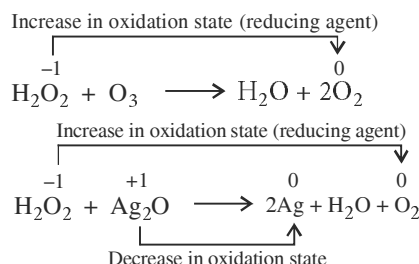 Increase in oxidation state (reducing agent)
–1 0
H₂O₂ + O₃ ⟶ H₂O + 2O₂
Increase in oxidation state (reducing agent)
–1 +1 0 0
H₂O₂ + Ag₂O ⟶ 2Ag + H₂O + O₂
Decrease in oxidation state